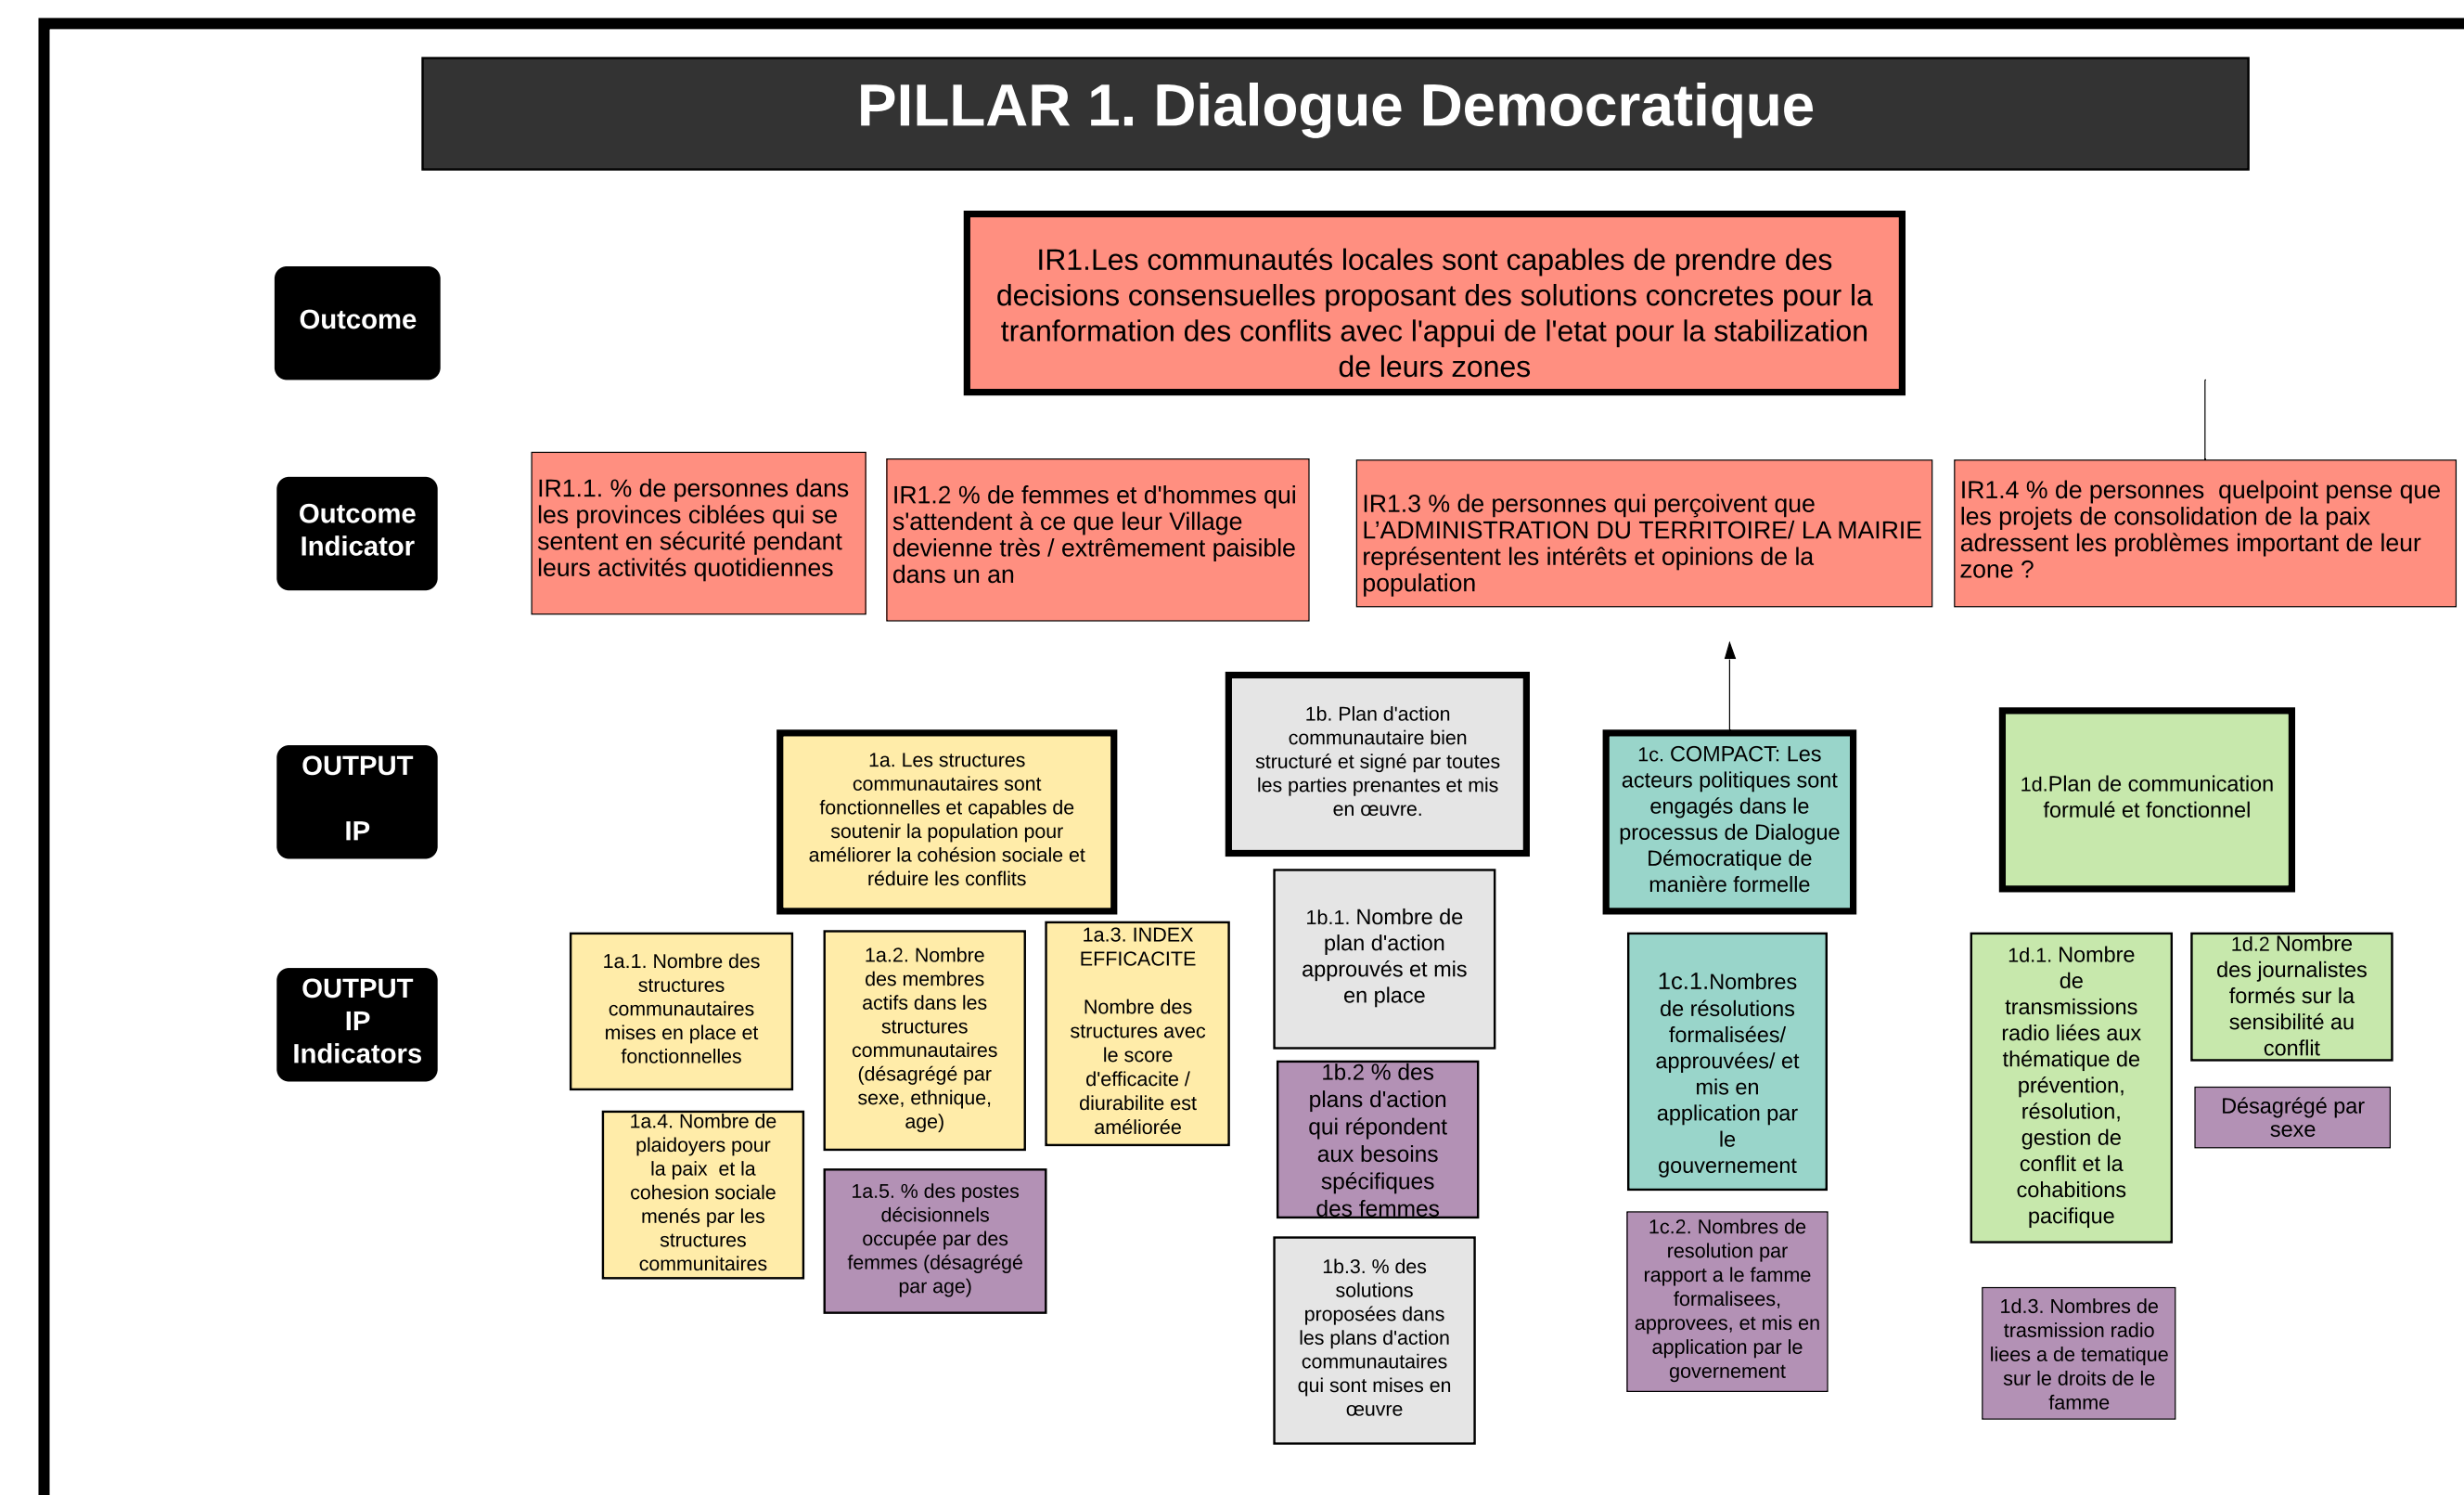 PILLAR 1. Dialogue Democratique
Outcome
IR1.Les communautés locales sont capables de prendre des
decisions consensuelles proposant des solutions concretes pour la
tranformation des conflits avec l'appui de l'etat pour la stabilization
de leurs zones
Outcome
Indicator
IR1.1. % de personnes dans
les provinces ciblées qui se
sentent en sécurité pendant
leurs activités quotidiennes
IR1.2 % de femmes et d'hommes qui
s'attendent à ce que leur Village
devienne très / extrêmement paisible
dans un an
IR1.3 % de personnes qui perçoivent que
L’ADMINISTRATION DU TERRITOIRE/ LA MAIRIE
représentent les intérêts et opinions de la
population
IR1.4 % de personnes  quelpoint pense que
les projets de consolidation de la paix
adressent les problèmes important de leur
zone ?
OUTPUT
IP
1a. Les structures
communautaires sont
fonctionnelles et capables de
soutenir la population pour
améliorer la cohésion sociale et
réduire les conflits
1b. Plan d'action
communautaire bien
structuré et signé par toutes
les parties prenantes et mis
en œuvre.
1c. COMPACT: Les
acteurs politiques sont
engagés dans le
processus de Dialogue
Démocratique de
manière formelle
1d.Plan de communication
formulé et fonctionnel
OUTPUT
IP
Indicators
1a.1. Nombre des
structures
communautaires
mises en place et
fonctionnelles
1a.2. Nombre
des membres
actifs dans les
structures
communautaires
(désagrégé par
sexe, ethnique,
age)
1a.3. INDEX
EFFICACITE
Nombre des
structures avec
le score
d'efficacite /
diurabilite est
améliorée
1a.4. Nombre de
plaidoyers pour
la paix  et la
cohesion sociale
menés par les
structures
communitaires
1a.5. % des postes
décisionnels
occupée par des
femmes (désagrégé
par age)
1b.1. Nombre de
plan d'action
approuvés et mis
en place
1b.2 % des
plans d'action
qui répondent
aux besoins
spécifiques
des femmes
1b.3. % des
solutions
proposées dans
les plans d'action
communautaires
qui sont mises en
œuvre
1c.1.Nombres
de résolutions
formalisées/
approuvées/ et
mis en
application par
le
gouvernement
1c.2. Nombres de
resolution par
rapport a le famme
formalisees,
approvees, et mis en
application par le
governement
1d.1. Nombre
de
transmissions
radio liées aux
thématique de
prévention,
résolution,
gestion de
conflit et la
cohabitions
pacifique
1d.2 Nombre
des journalistes
formés sur la
sensibilité au
conflit
Désagrégé par
sexe
1d.3. Nombres de
trasmission radio
liees a de tematique
sur le droits de le
famme